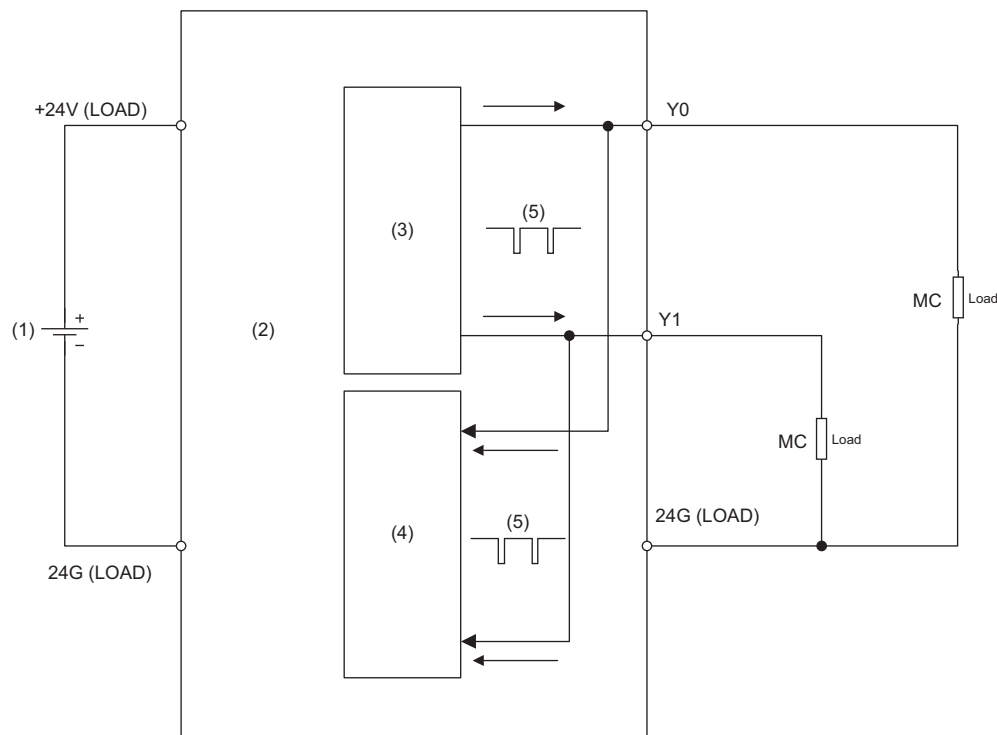 +24V (LOAD)
Y0
(5)
(3)
MC
Load
(1)
+
−
(2)
Y1
MC
Load
24G (LOAD)
(4)
(5)
24G (LOAD)